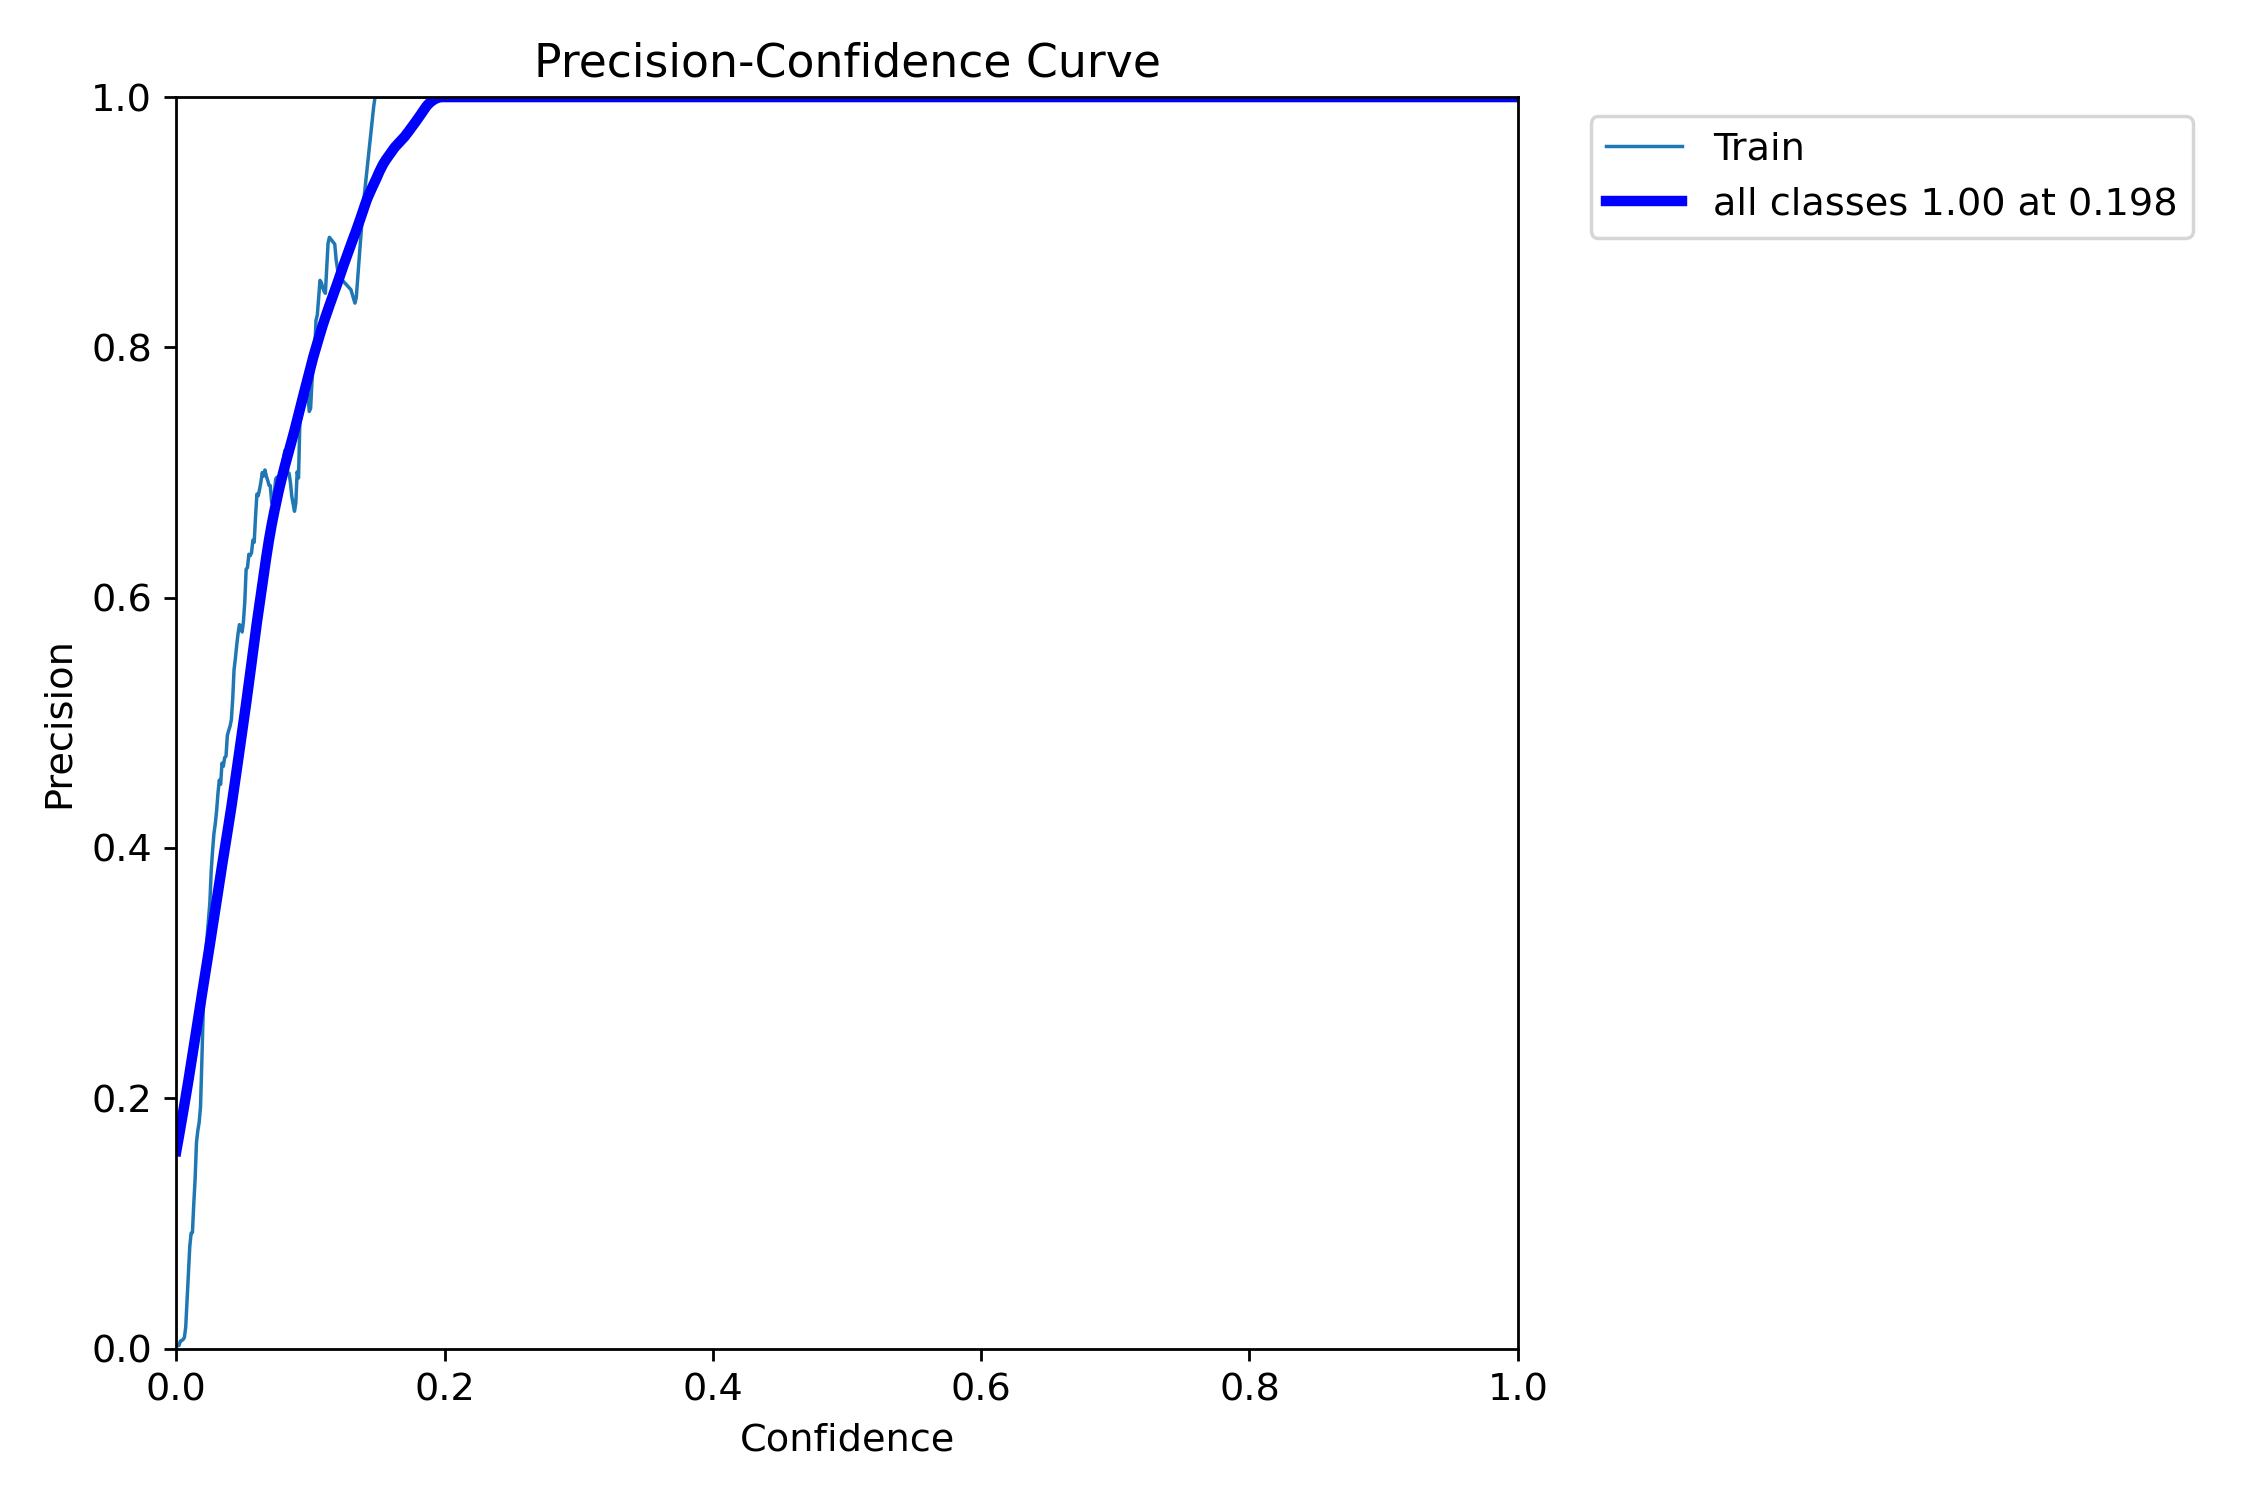 Precision-Confidence Curve
1.0
0.8
0.6
0.4
0.2
0.0
Precision
0.0 0.2 0.4 0.6 0.8 1.0
Confidence
Train
all classes 1.00 at 0.198